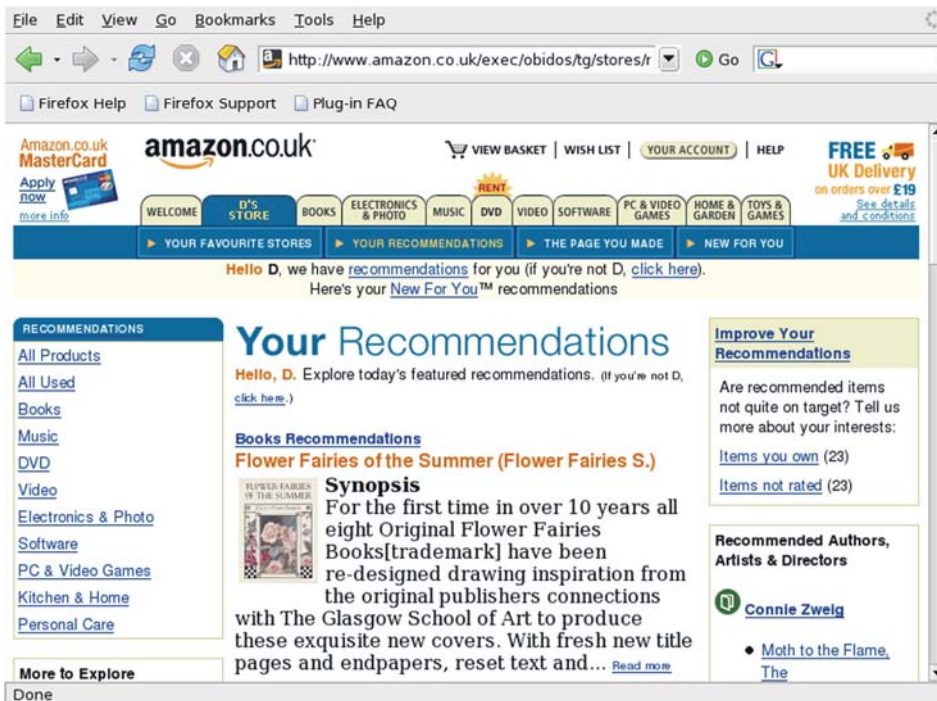 File Edit View Go Bookmarks Tools Help
http://www.amazon.co.uk/exec/obidos/tg/stores/r
Go
G
Firefox Help Firefox Support Plug-in FAQ
Amazon.co.uk
MasterCard
Apply
now
more info
amazon.co.uk
VIEW BASKET | WISH LIST | YOUR ACCOUNT | HELP
FREE
UK Delivery
on orders over £19
See details
and conditions
RENT
WELCOME
D'S
STORE
BOOKS
ELECTRONICS
& PHOTO
MUSIC
DVD
VIDEO
SOFTWARE
PC & VIDEO
GAMES
HOME &
GARDEN
TOYS &
GAMES
YOUR FAVOURITE STORES
YOUR RECOMMENDATIONS
THE PAGE YOU MADE
NEW FOR YOU
Hello D, we have recommendations for you (if you're not D, click here).
Here's your New For You™ recommendations
RECOMMENDATIONS
All Products
All Used
Books
Music
DVD
Video
Electronics & Photo
Software
PC & Video Games
Kitchen & Home
Personal Care
More to Explore
Your Recommendations
Hello, D. Explore today's featured recommendations. (If you're not D,
click here.)
Books Recommendations
Flower Fairies of the Summer (Flower Fairies S.)
FLOWER FAIRIES
OF THE SUMMER
Synopsis
For the first time in over 10 years all
eight Original Flower Fairies
Books[trademark] have been
re-designed drawing inspiration from
the original publishers connections
with The Glasgow School of Art to produce
these exquisite new covers. With fresh new title
pages and endpapers, reset text and... Read more
Improve Your
Recommendations
Are recommended items
not quite on target? Tell us
more about your interests:
Items you own (23)
Items not rated (23)
Recommended Authors,
Artists & Directors
Connie Zweig
Moth to the Flame,
The
Done